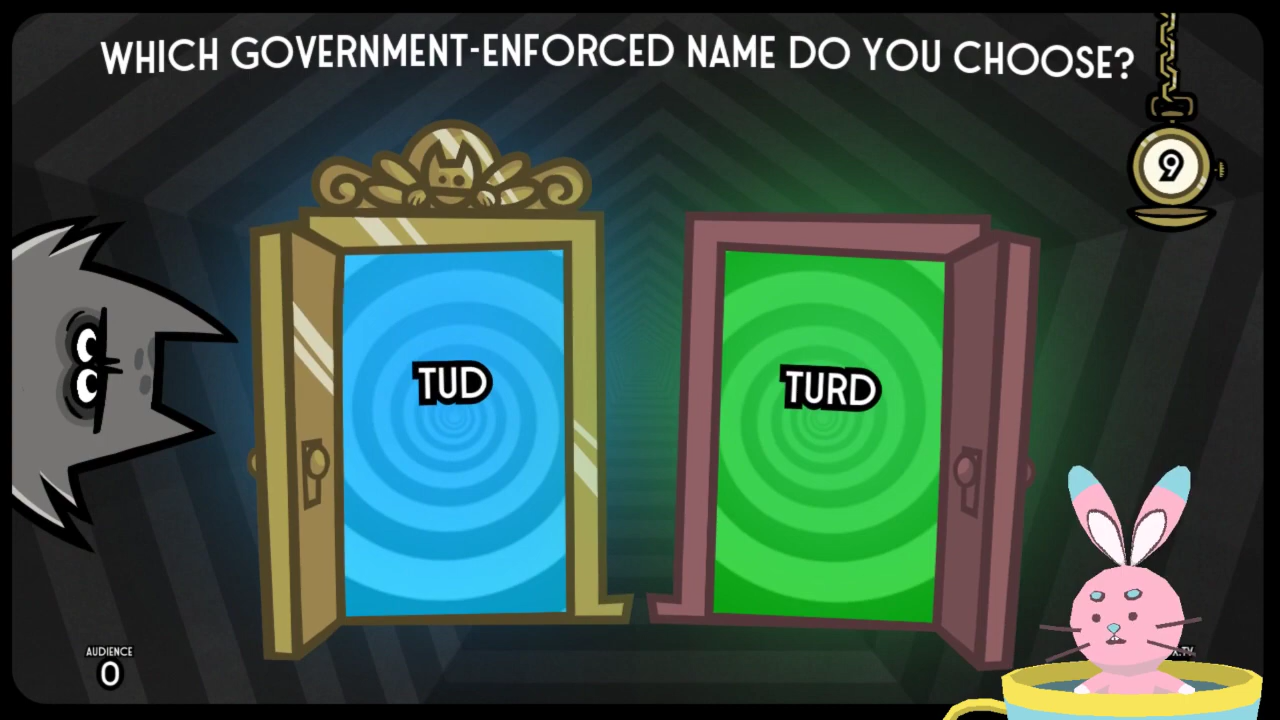 WHICH GOVERNMENT-ENFORCED NAME DO YOU CHOOSE?
9
TUD
TURD
AUDIENCE
0